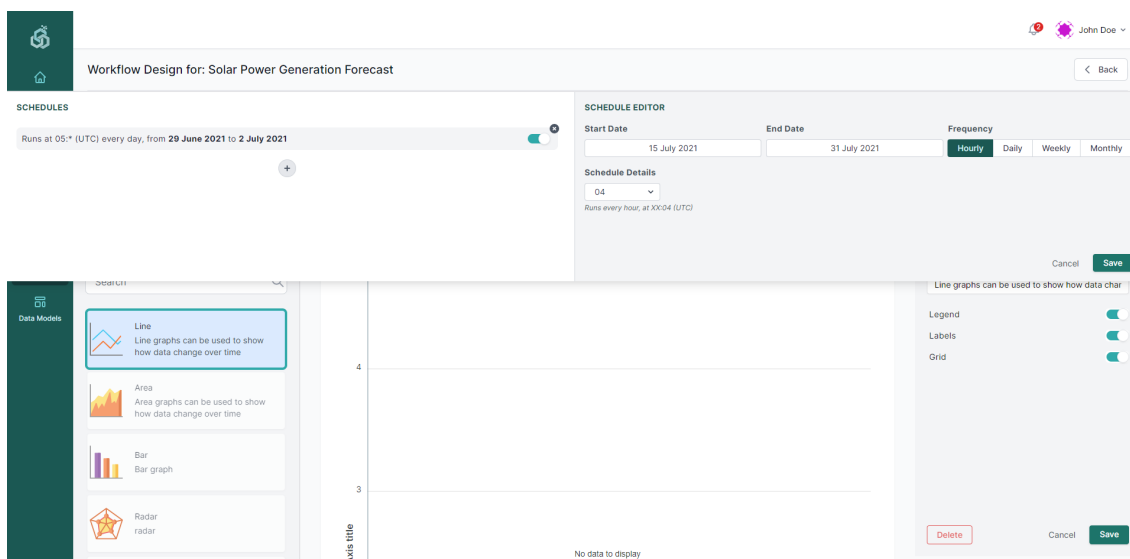 2
John Doe
Workflow Design for: Solar Power Generation Forecast
Back
SCHEDULES
Runs at 05:* (UTC) every day, from 29 June 2021 to 2 July 2021
+
SCHEDULE EDITOR
Start Date End Date Frequency
15 July 2021 31 July 2021 Hourly Daily Weekly Monthly
Schedule Details
04
Runs every hour, at XX:04 (UTC)
Cancel Save
Data Models
Search
Line
Line graphs can be used to show
how data change over time
Area
Area graphs can be used to show
how data change over time
Bar
Bar graph
Radar
radar
4
3
xis title
No data to display
Line graphs can be used to show how data char
Legend
Labels
Grid
Delete Cancel Save